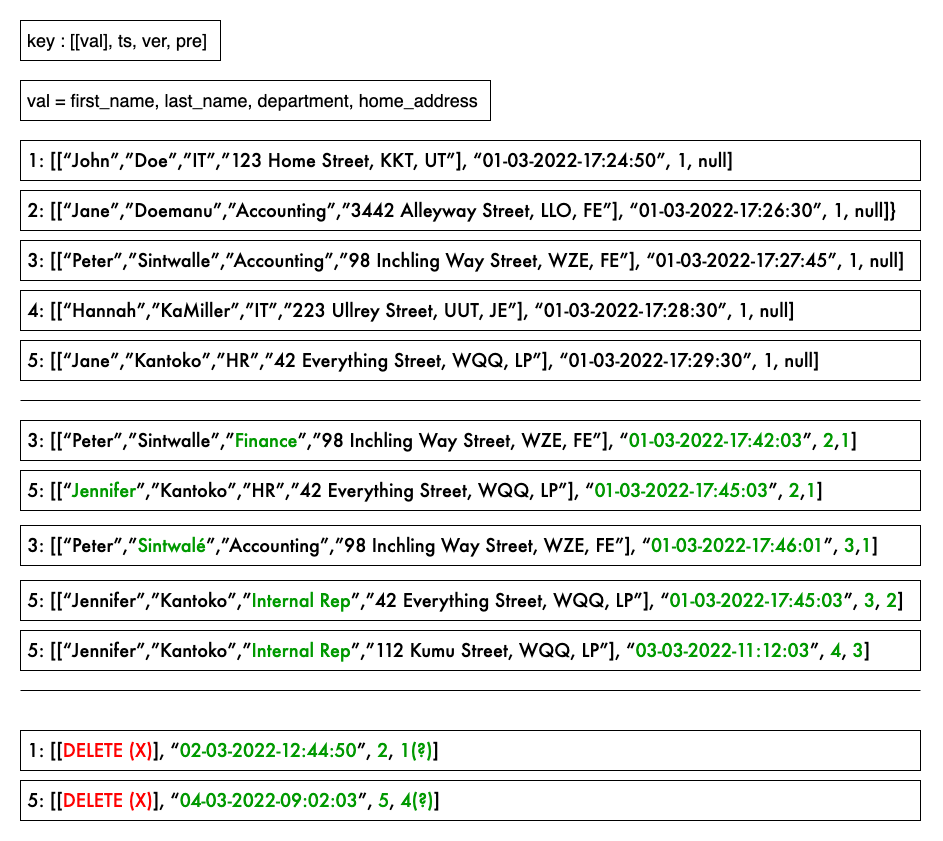 key : [[val], ts, ver, pre]
val = first_name, last_name, department, home_address
1: [[“John”,”Doe”,”IT”,”123 Home Street, KKT, UT”], “01-03-2022-17:24:50”, 1, null]
2: [[“Jane”,”Doemanu”,”Accounting”,”3442 Alleyway Street, LLO, FE”], “01-03-2022-17:26:30”, 1, null]}
3: [[“Peter”,”Sintwalle”,”Accounting”,”98 Inchling Way Street, WZE, FE”], “01-03-2022-17:27:45”, 1, null]
4: [[“Hannah”,”KaMiller”,”IT”,”223 Ullrey Street, UUT, JE”], “01-03-2022-17:28:30”, 1, null]
5: [[“Jane”,”Kantoko”,”HR”,”42 Everything Street, WQQ, LP”], “01-03-2022-17:29:30”, 1, null]
3: [[“Peter”,”Sintwalle”,”Finance”,”98 Inchling Way Street, WZE, FE”], “01-03-2022-17:42:03”, 2,1]
5: [[“Jennifer”,”Kantoko”,”HR”,”42 Everything Street, WQQ, LP”], “01-03-2022-17:45:03”, 2,1]
3: [[“Peter”,”Sintwalé”,”Accounting”,”98 Inchling Way Street, WZE, FE”], “01-03-2022-17:46:01”, 3,1]
5: [[“Jennifer”,”Kantoko”,”Internal Rep”,”42 Everything Street, WQQ, LP”], “01-03-2022-17:45:03”, 3, 2]
5: [[“Jennifer”,”Kantoko”,”Internal Rep”,”112 Kumu Street, WQQ, LP”], “03-03-2022-11:12:03”, 4, 3]
1: [[DELETE (X)], “02-03-2022-12:44:50”, 2, 1(?)]
5: [[DELETE (X)], “04-03-2022-09:02:03”, 5, 4(?)]